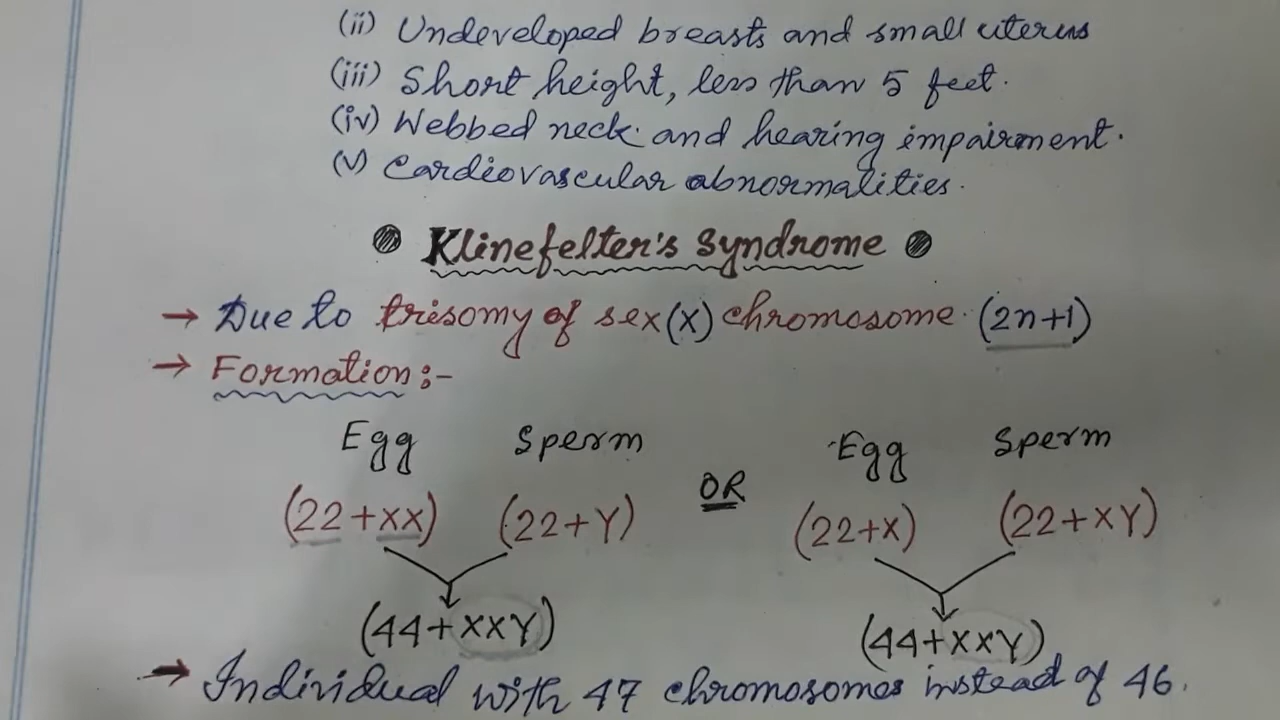 (ii) Undeveloped breasts and small uterus
(iii) Short height, less than 5 feet.
(iv) Webbed neck and hearing impairment.
(v) Cardiovascular abnormalities.
Klinefelter's Syndrome
→ Due to trisomy of sex(X) chromosome (2n+1)
→ Formation:-
Egg Sperm OR Egg Sperm
(22+XX) (22+Y) (22+X) (22+XY)
(44+XXY) (44+XXY)
→ Individual with 47 chromosomes instead of 46.